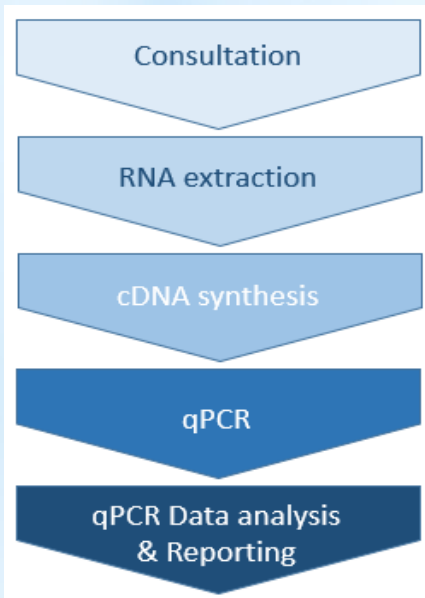 Consultation
RNA extraction
cDNA synthesis
qPCR
qPCR Data analysis
& Reporting